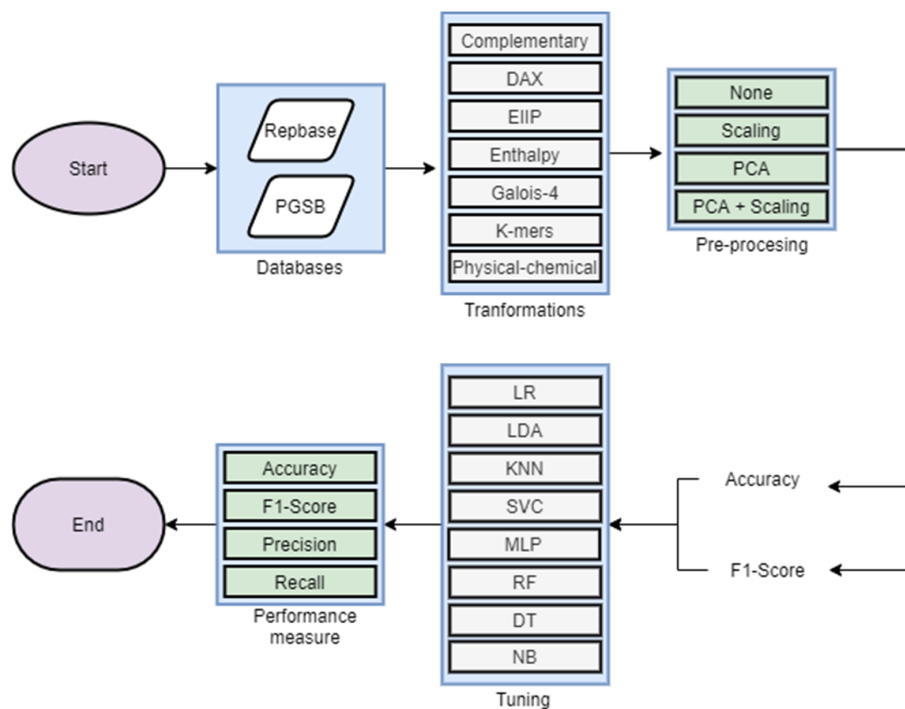 Start
Repbase
PGSB
Databases
Complementary
DAX
EIIP
Enthalpy
Galois-4
K-mers
Physical-chemical
Tranformations
None
Scaling
PCA
PCA + Scaling
Pre-procesing
Accuracy
F1-Score
LR
LDA
KNN
SVC
MLP
RF
DT
NB
Tuning
Accuracy
F1-Score
Precision
Recall
Performance
measure
End